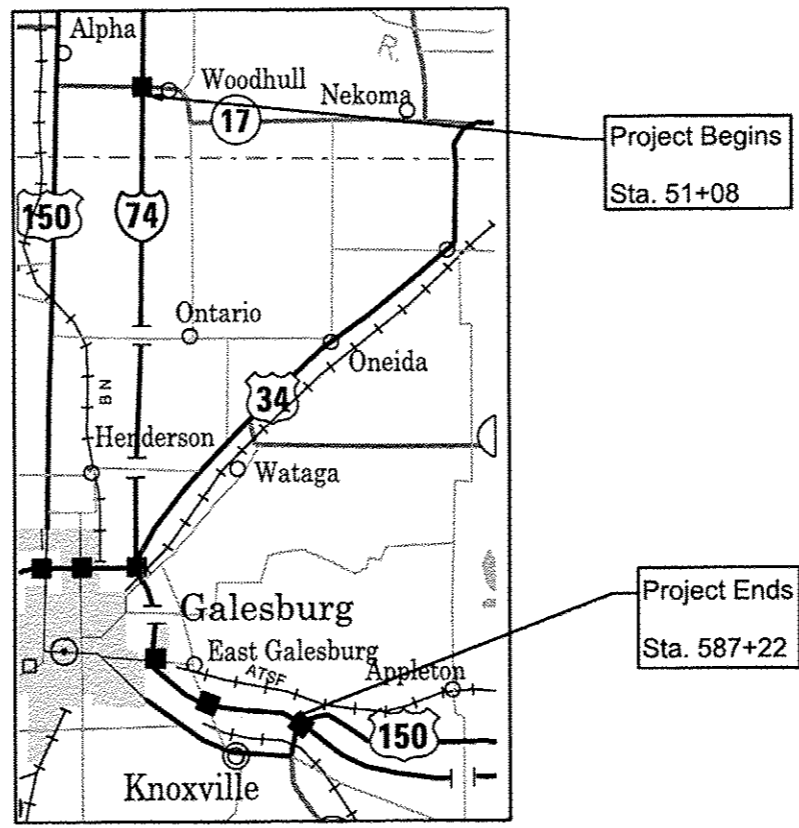 Alpha
R.
Woodhull
Nekoma
17
Project Begins
Sta. 51+08
150
74
Ontario
Oneida
BN
34
Henderson
Wataga
Project Ends
Sta. 587+22
Galesburg
East Galesburg
ATSF
Appleton
150
Knoxville